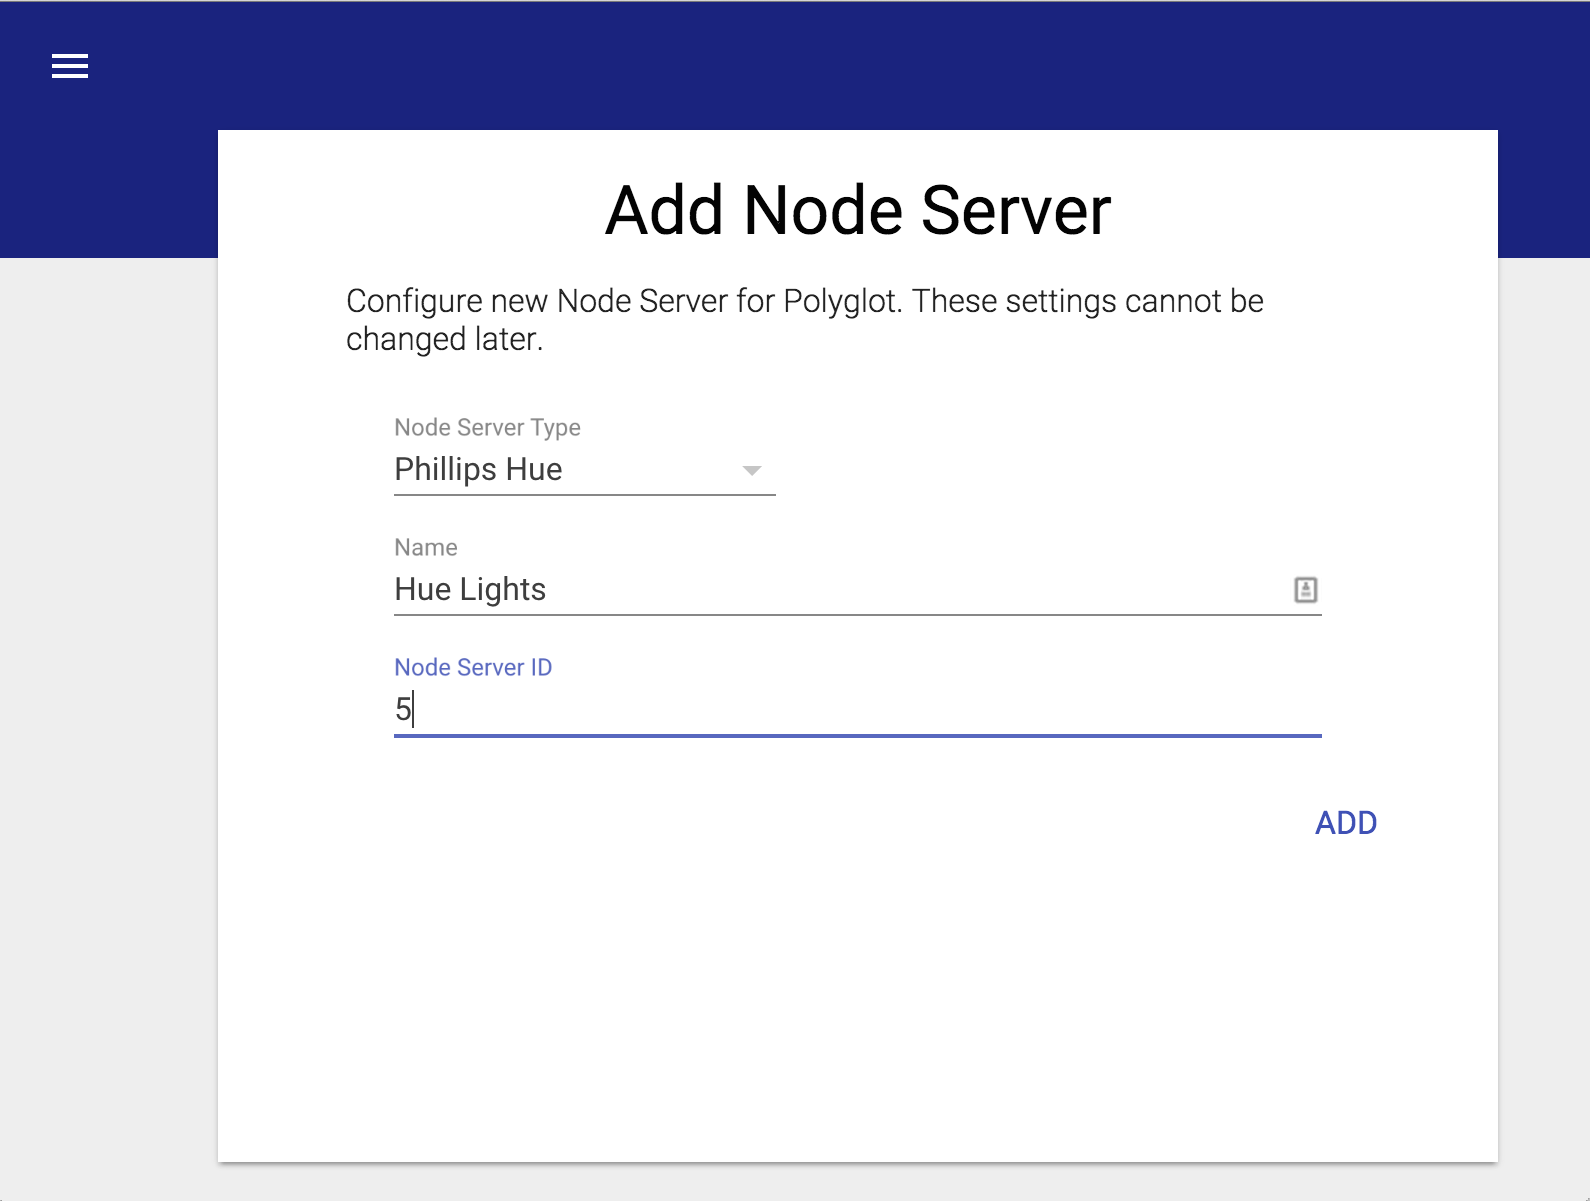 Add Node Server
Configure new Node Server for Polyglot. These settings cannot be
changed later.
Node Server Type
Phillips Hue
Name
Hue Lights
Node Server ID
5
ADD